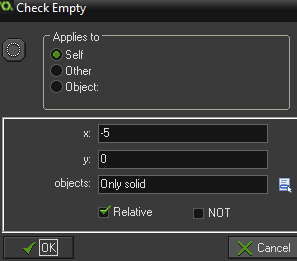 Check Empty
Applies to
Self
Other
Object:
x: -5
y: 0
objects: Only solid
Relative NOT
OK Cancel